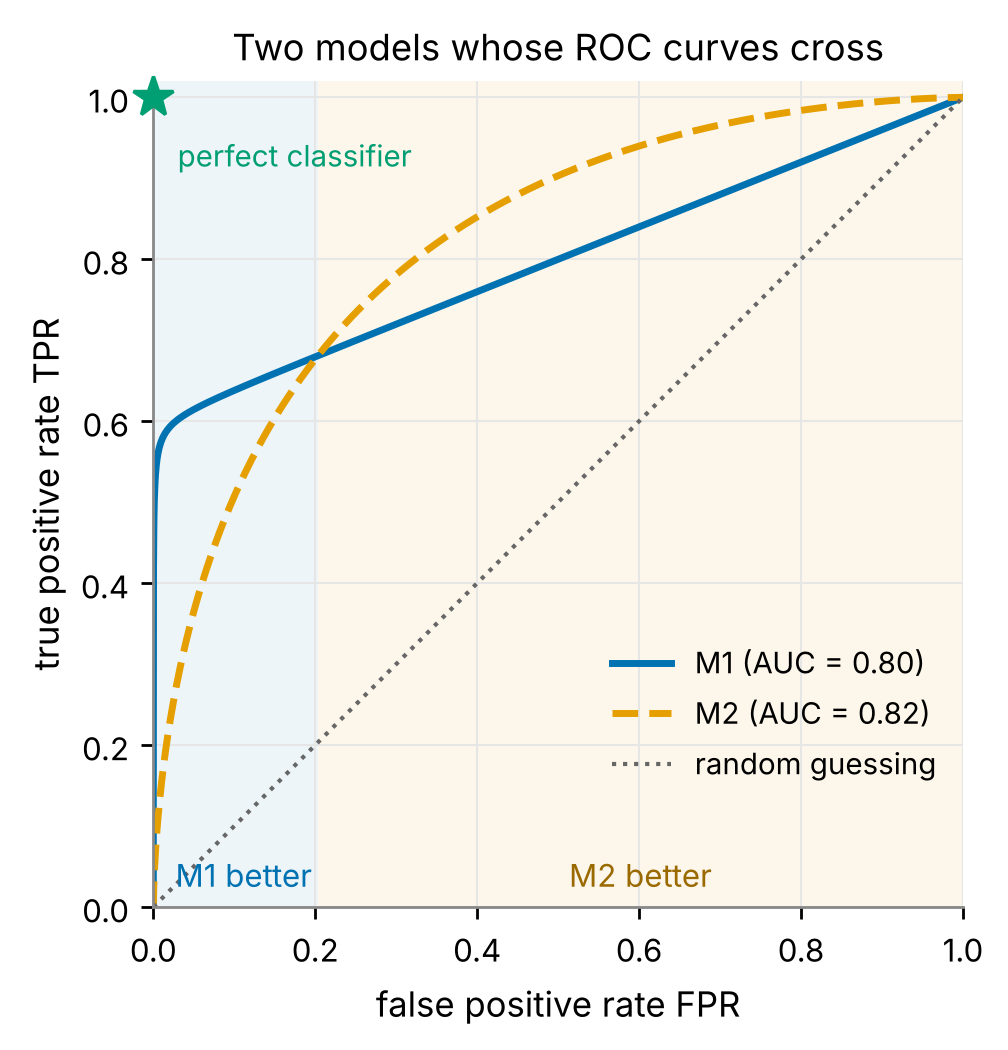 Two models whose ROC curves cross
1.0
perfect classifier
0.8
0.6
0.4
0.2
0.0
true positive rate TPR
M1 (AUC = 0.80)
M2 (AUC = 0.82)
random guessing
M1 better
M2 better
0.0 0.2 0.4 0.6 0.8 1.0
false positive rate FPR